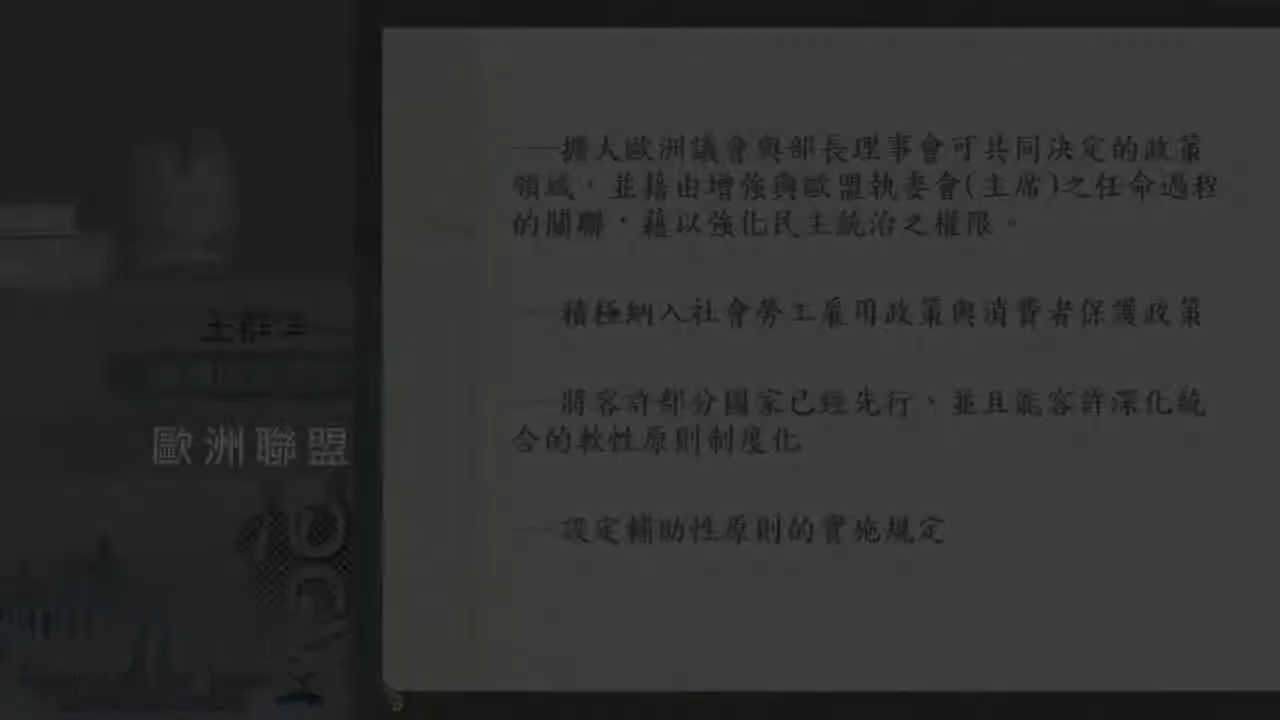 歐洲聯盟
──擴大歐洲議會與部長理事會可共同決定的政策
領域，並藉由增強與歐盟執委會(主席)之任命過程
的關聯，藉以強化民主統治之權限。
──積極納入社會勞工雇用政策與消費者保護政策
──將容許部分國家已經先行、並且能容許深化統
合的軟性原則制度化
──設定輔助性原則的實施規定